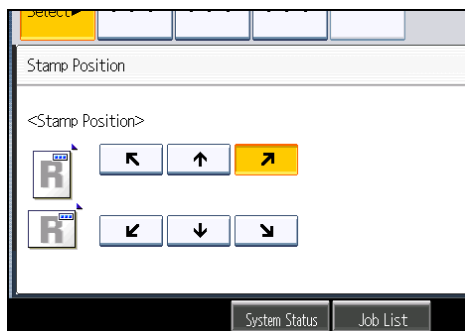 Select►
Stamp Position
<Stamp Position>
R
R
System Status
Job List